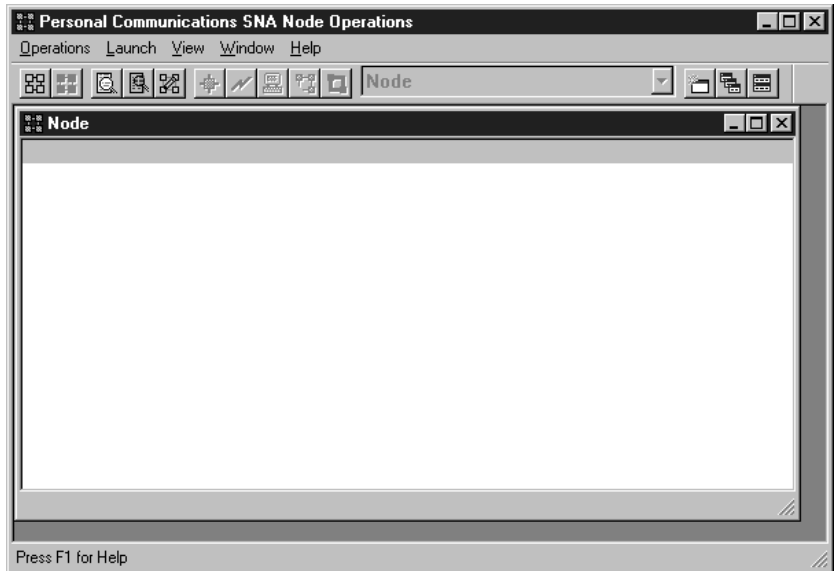 Personal Communications SNA Node Operations
Operations Launch View Window Help
Node
Node
Press F1 for Help